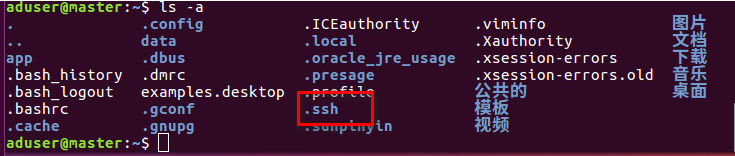 aduser@master:~$ ls -a
. .config .ICEauthority .viminfo 图片
.. data .local .Xauthority 文档
app .dbus .oracle_jre_usage .xsession-errors 下载
.bash_history .dmrc .presage .xsession-errors.old 音乐
.bash_logout examples.desktop .profile 公共的 桌面
.bashrc .gconf .ssh 模板
.cache .gnupg .sunpinyin 视频
aduser@master:~$